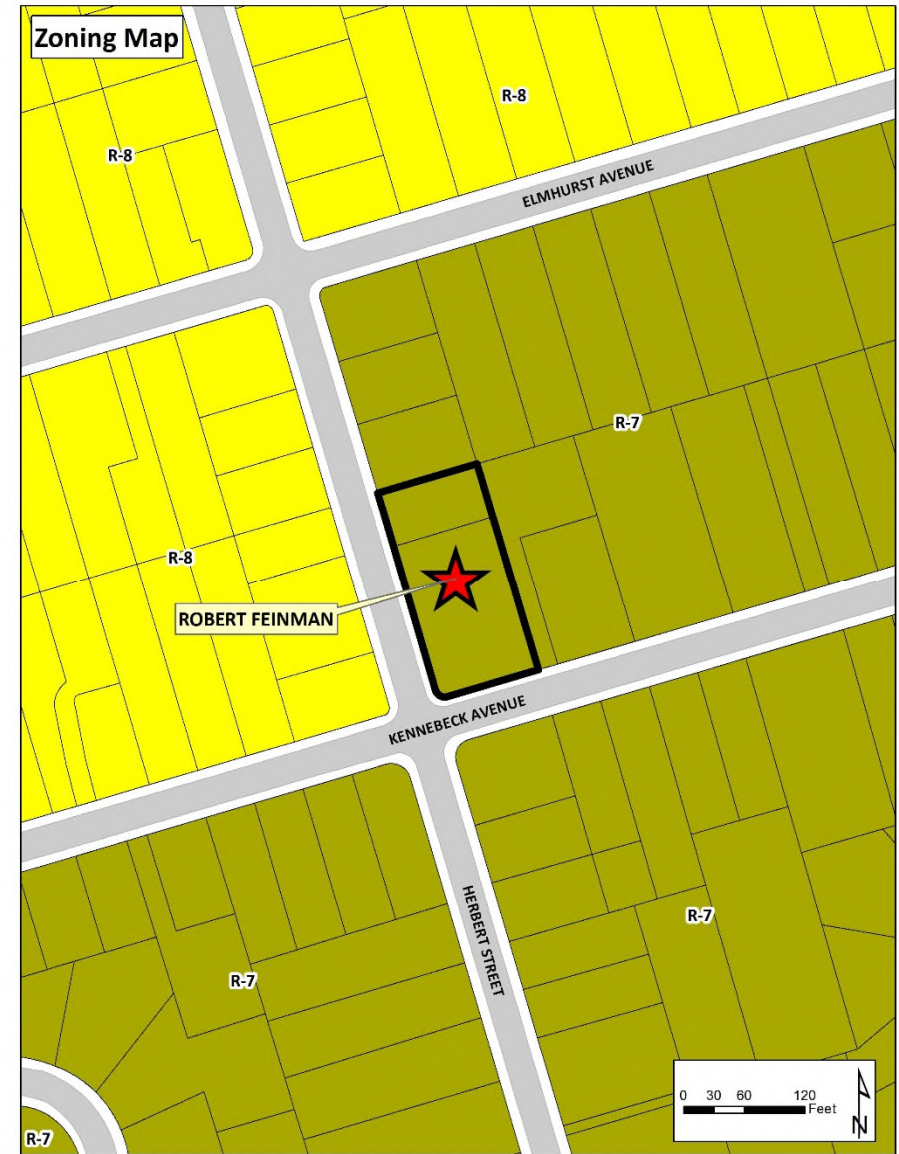 Zoning Map
R-8
R-8
ELMHURST AVENUE
R-7
R-8
ROBERT FEINMAN
KENNEBECK AVENUE
HERBERT STREET
R-7
R-7
R-7
0 30 60 120
Feet
N